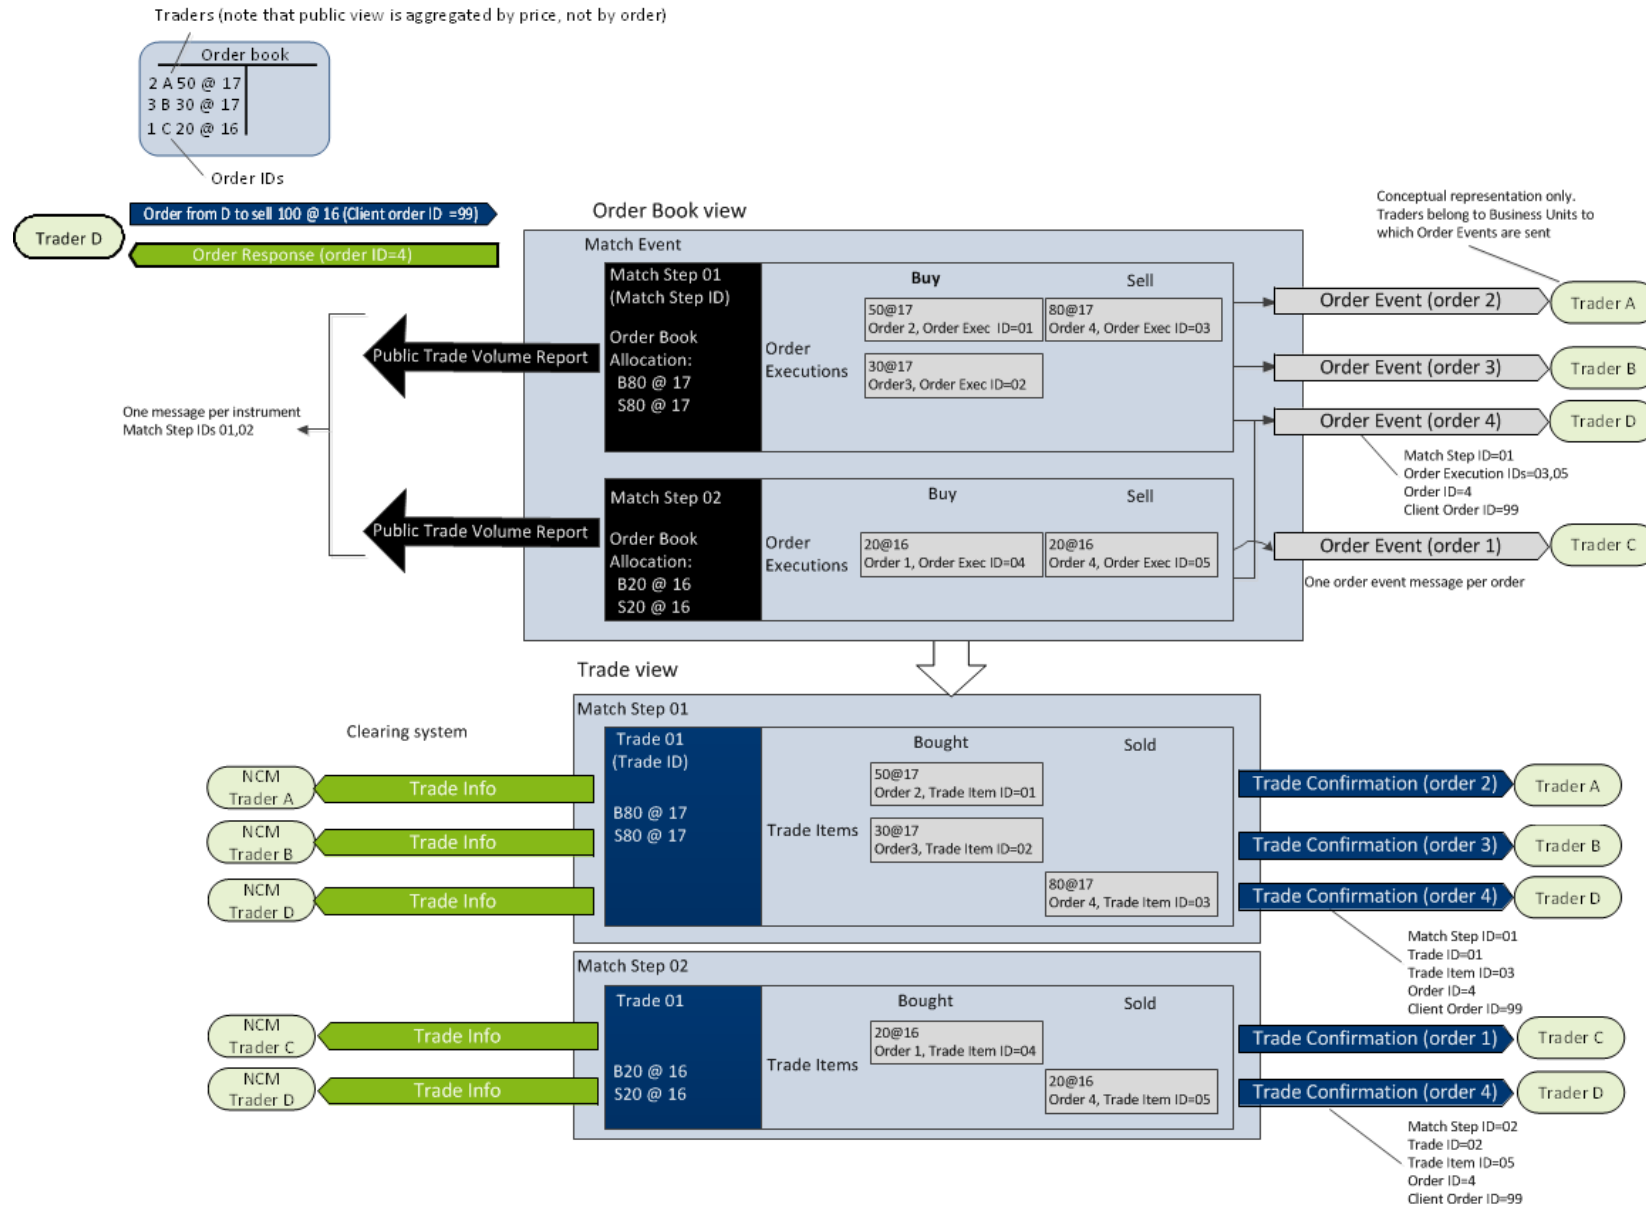 Traders (note that public view is aggregated by price, not by order)
Order book
2 A 50 @ 17
3 B 30 @ 17
1 C 20 @ 16
Order IDs
Trader D
Order from D to sell 100 @ 16 (Client order ID =99)
Order Response (order ID=4)
Order Book view
Conceptual representation only.
Traders belong to Business Units to
which Order Events are sent
Match Event
Match Step 01
(Match Step ID)
Order Book
Allocation:
B80 @ 17
S80 @ 17
Order
Executions
Buy
Sell
50@17
Order 2, Order Exec ID=01
80@17
Order 4, Order Exec ID=03
30@17
Order3, Order Exec ID=02
Public Trade Volume Report
One message per instrument
Match Step IDs 01,02
Public Trade Volume Report
Match Step 02
Order Book
Allocation:
B20 @ 16
S20 @ 16
Order
Executions
Buy
Sell
20@16
Order 1, Order Exec ID=04
20@16
Order 4, Order Exec ID=05
Order Event (order 2)
Trader A
Order Event (order 3)
Trader B
Order Event (order 4)
Trader D
Match Step ID=01
Order Execution IDs=03,05
Order ID=4
Client Order ID=99
Order Event (order 1)
Trader C
One order event message per order
Trade view
Clearing system
Match Step 01
Trade 01
(Trade ID)
B80 @ 17
S80 @ 17
Trade Items
Bought
Sold
50@17
Order 2, Trade Item ID=01
30@17
Order3, Trade Item ID=02
80@17
Order 4, Trade Item ID=03
NCM
Trader A
Trade Info
NCM
Trader B
Trade Info
NCM
Trader D
Trade Info
Trade Confirmation (order 2)
Trader A
Trade Confirmation (order 3)
Trader B
Trade Confirmation (order 4)
Trader D
Match Step ID=01
Trade ID=01
Trade Item ID=03
Order ID=4
Client Order ID=99
Match Step 02
Trade 01
B20 @ 16
S20 @ 16
Trade Items
Bought
Sold
20@16
Order 1, Trade Item ID=04
20@16
Order 4, Trade Item ID=05
NCM
Trader C
Trade Info
NCM
Trader D
Trade Info
Trade Confirmation (order 1)
Trader C
Trade Confirmation (order 4)
Trader D
Match Step ID=02
Trade ID=02
Trade Item ID=05
Order ID=4
Client Order ID=99